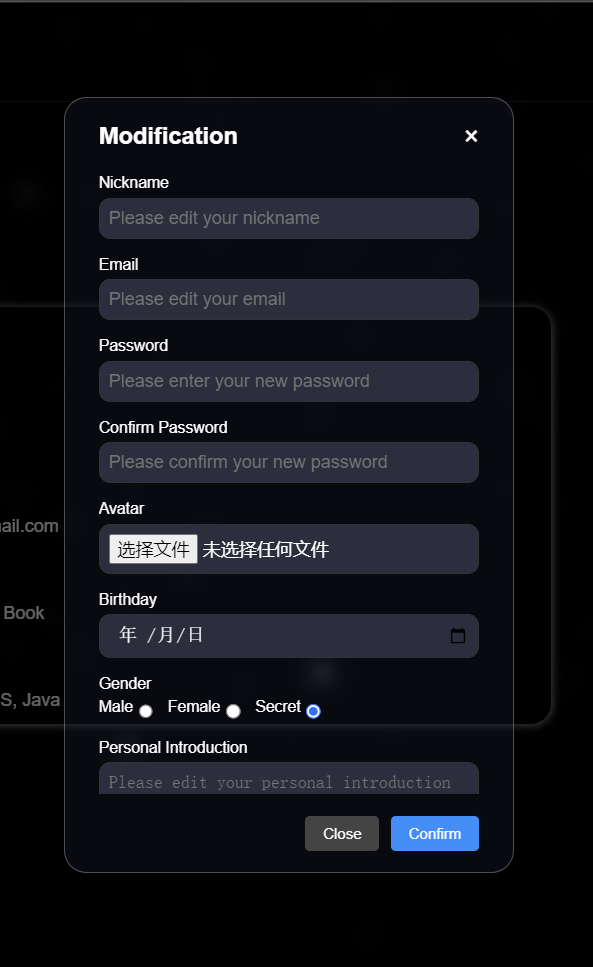 Modification ×
Nickname
Please edit your nickname
Email
Please edit your email
Password
Please enter your new password
Confirm Password
Please confirm your new password
ail.com
Avatar
选择文件 未选择任何文件
Birthday
Book
年 /月/日
Gender
S, Java
Male Female Secret
Personal Introduction
Please edit your personal introduction
Close Confirm